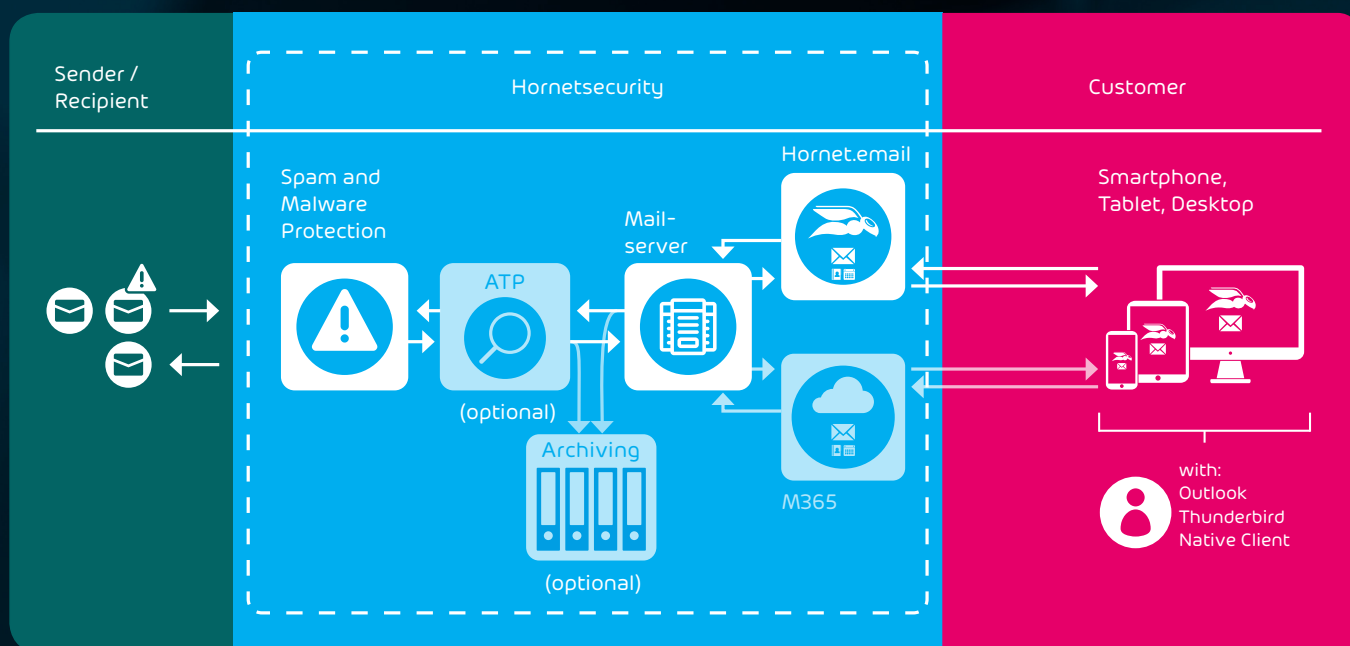 Sender /
Recipient
Hornetsecurity
Customer
Spam and
Malware
Protection
ATP
(optional)
Archiving
(optional)
Mail-
server
Hornet.email
M365
Smartphone,
Tablet, Desktop
with:
Outlook
Thunderbird
Native Client